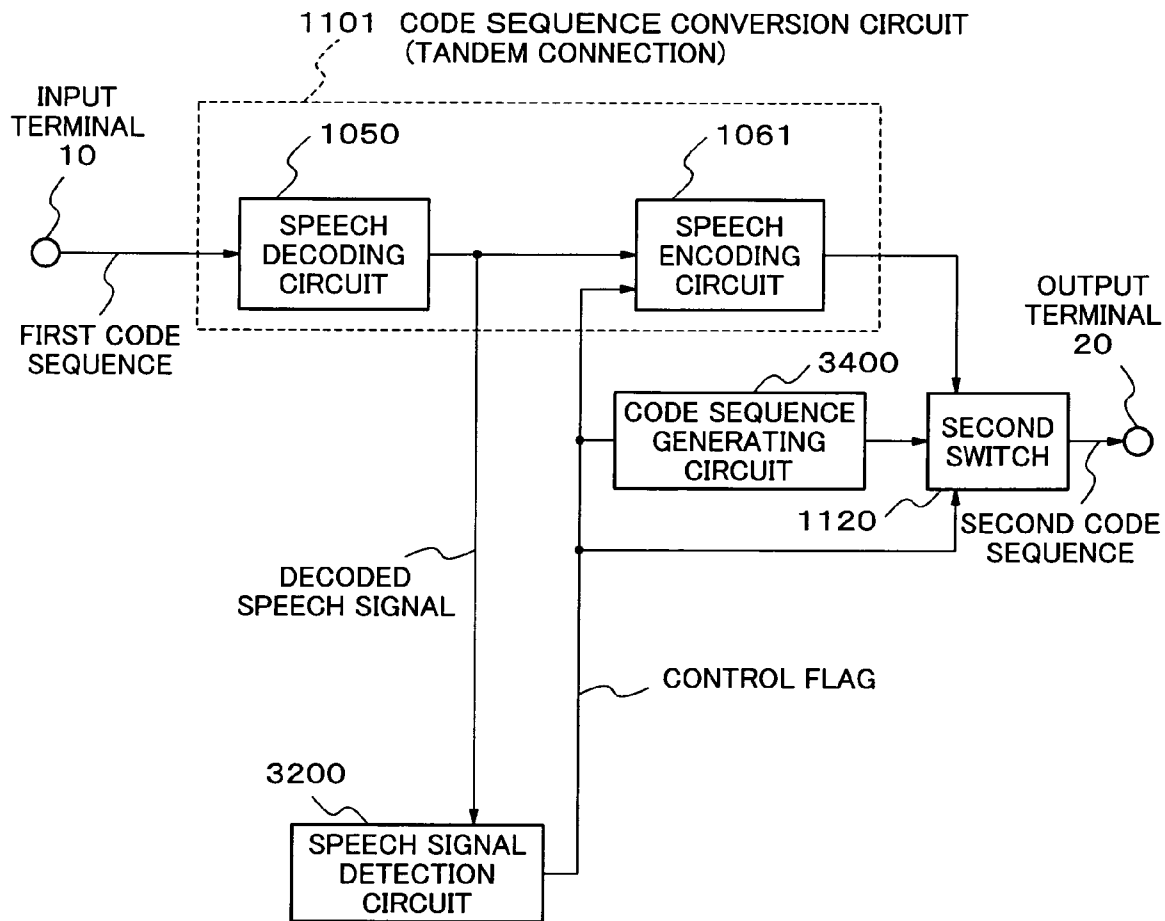 1101 CODE SEQUENCE CONVERSION CIRCUIT
(TANDEM CONNECTION)
INPUT
TERMINAL
10
1050
1061
SPEECH
DECODING
CIRCUIT
SPEECH
ENCODING
CIRCUIT
FIRST CODE
SEQUENCE
OUTPUT
TERMINAL
20
3400
CODE SEQUENCE
GENERATING
CIRCUIT
SECOND
SWITCH
1120
SECOND CODE
SEQUENCE
DECODED
SPEECH SIGNAL
CONTROL FLAG
3200
SPEECH SIGNAL
DETECTION
CIRCUIT